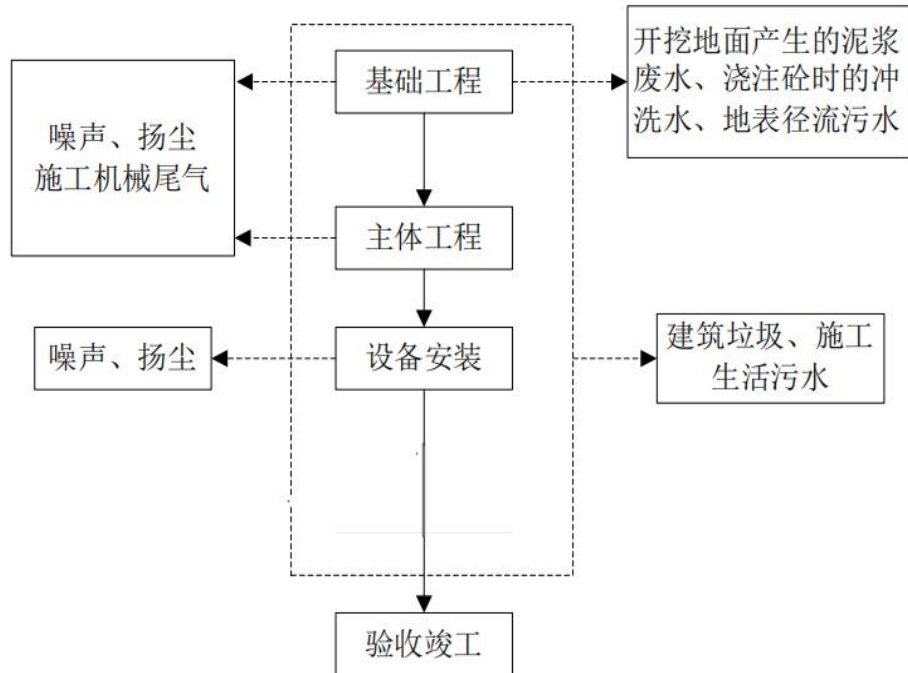 基础工程
开挖地面产生的泥浆
废水、浇注砼时的冲
洗水、地表径流污水
噪声、扬尘
施工机械尾气
主体工程
噪声、扬尘
设备安装
建筑垃圾、施工
生活污水
验收竣工